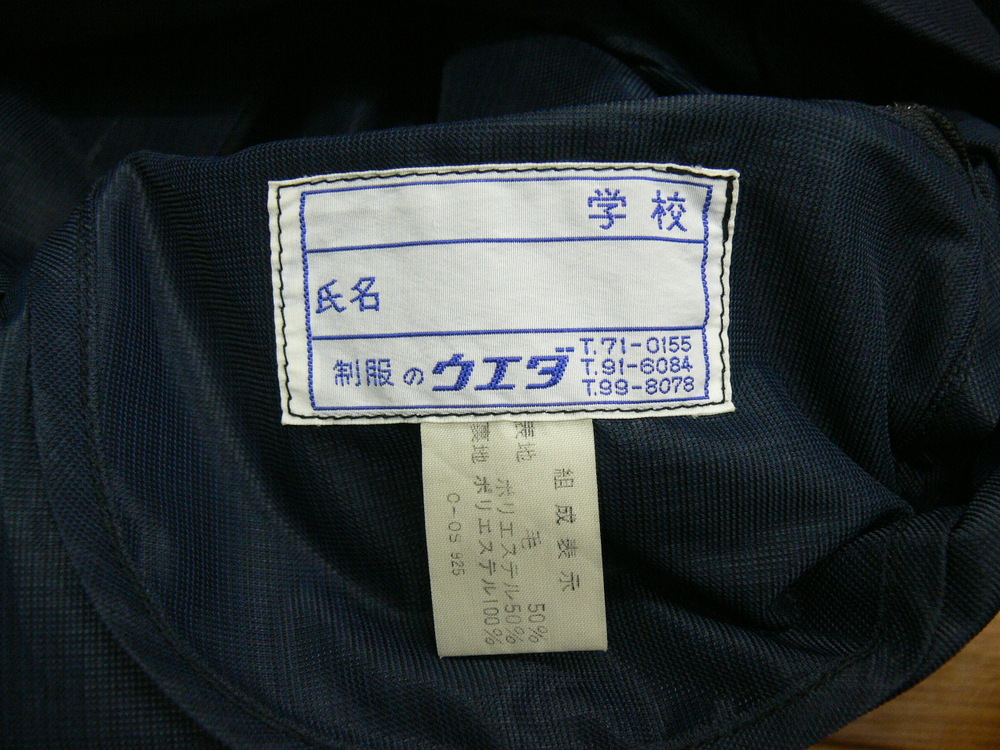 学校
氏名
制服のウエダ
T.71-0155
T.91-6084
T.99-8078
組成表示
表地 毛 50%
ポリエステル50%
裏地 ポリエステル100%
C-OS 925